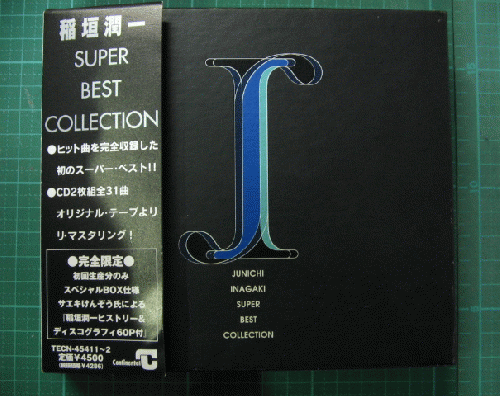 稲垣潤一
SUPER
BEST
COLLECTION
●ヒット曲を完全収録した
初のスーパー・ベスト!!
●CD2枚組全31曲
オリジナル・テープより
リ・マスタリング!
●完全限定●
初回生産分のみ
スペシャルBOX仕様
サエキけんぞう氏による
「稲垣潤一ヒストリー&
ディスコグラフィ60P付」
TECN-45411~2
定価¥4500
¥4286)
Continental
JUNICHI
INAGAKI
SUPER
BEST
COLLECTION